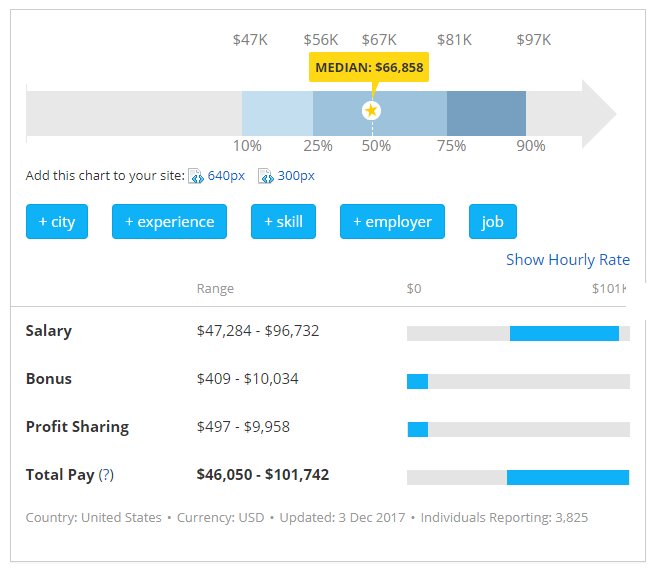 $47K $56K $67K $81K $97K
MEDIAN: $66,858
10% 25% 50% 75% 90%
Add this chart to your site: 640px 300px
+ city + experience + skill + employer job
Show Hourly Rate
Range $0 $101K
Salary $47,284 - $96,732
Bonus $409 - $10,034
Profit Sharing $497 - $9,958
Total Pay (?) $46,050 - $101,742
Country: United States • Currency: USD • Updated: 3 Dec 2017 • Individuals Reporting: 3,825